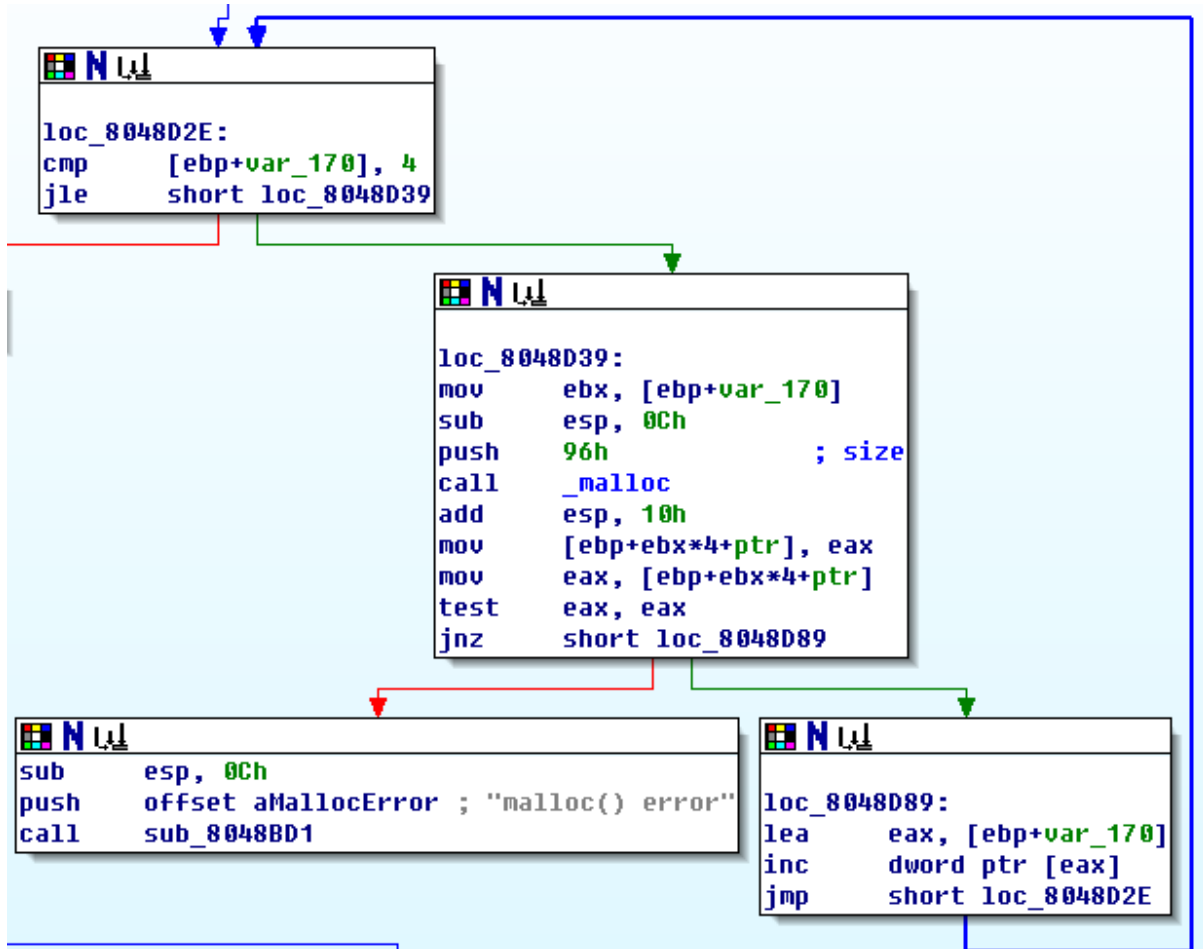 N
loc_8048D2E:
cmp [ebp+var_170], 4
jle short loc_8048D39
N
loc_8048D39:
mov ebx, [ebp+var_170]
sub esp, 0Ch
push 96h ; size
call _malloc
add esp, 10h
mov [ebp+ebx*4+ptr], eax
mov eax, [ebp+ebx*4+ptr]
test eax, eax
jnz short loc_8048D89
N
sub esp, 0Ch
push offset aMallocError ; "malloc() error"
call sub_8048BD1
N
loc_8048D89:
lea eax, [ebp+var_170]
inc dword ptr [eax]
jmp short loc_8048D2E